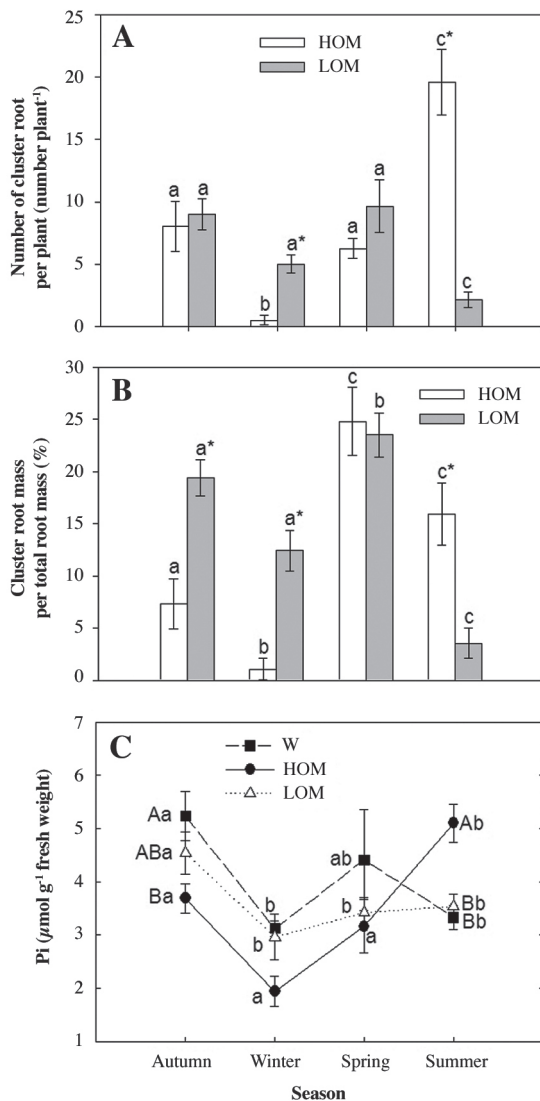 A
HOM
LOM
Number of cluster root
per plant (number plant⁻¹)
25
20
15
10
5
0
a
a
b
a*
a
a
c*
c
B
HOM
LOM
Cluster root mass
per total root mass (%)
30
25
20
15
10
5
0
a
a*
b
a*
c
b
c*
c
C
W
HOM
LOM
Pi (µmol g⁻¹ fresh weight)
7
6
5
4
3
2
1
Aa
ABa
Ba
b
b
a
ab
b
a
Ab
Bb
Bb
Autumn Winter Spring Summer
Season